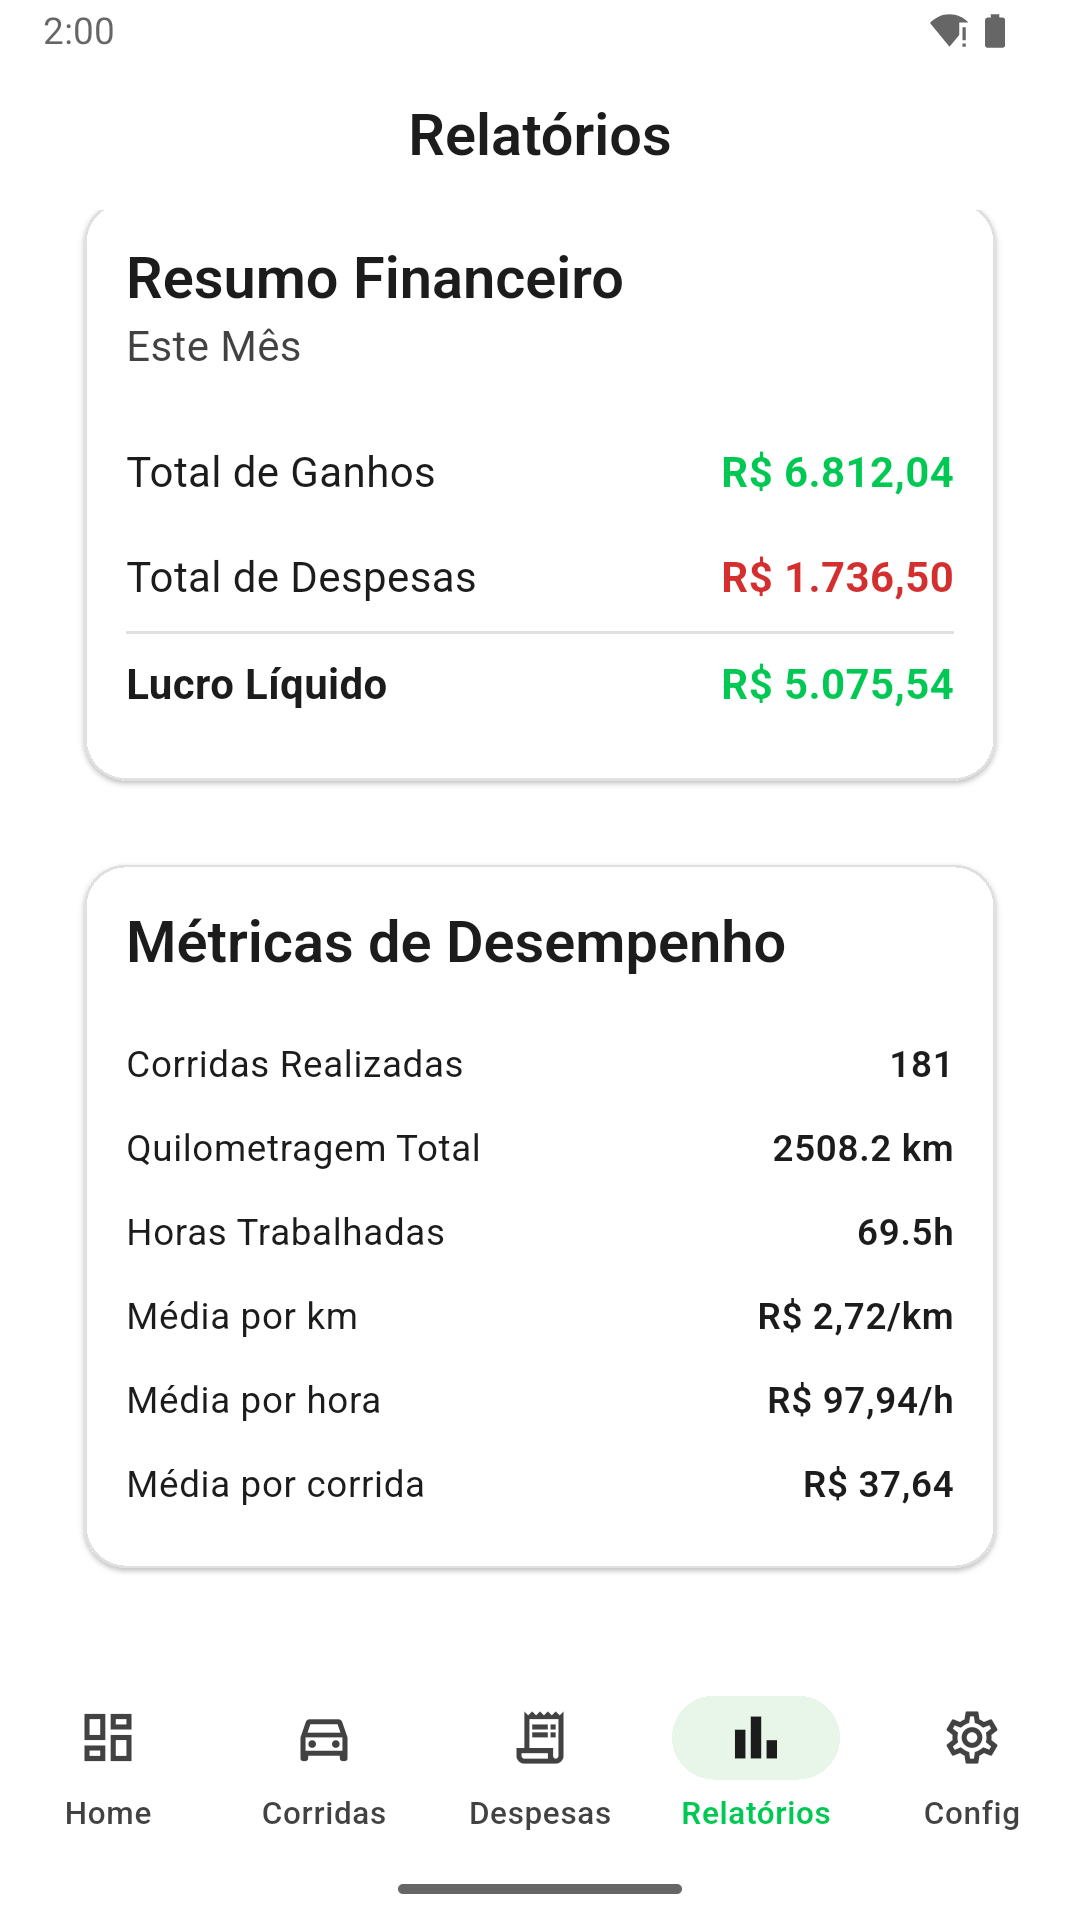 2:00
Relatórios
Resumo Financeiro
Este Mês
Total de Ganhos R$ 6.812,04
Total de Despesas R$ 1.736,50
Lucro Líquido R$ 5.075,54
Métricas de Desempenho
Corridas Realizadas 181
Quilometragem Total 2508.2 km
Horas Trabalhadas 69.5h
Média por km R$ 2,72/km
Média por hora R$ 97,94/h
Média por corrida R$ 37,64
Home Corridas Despesas Relatórios Config